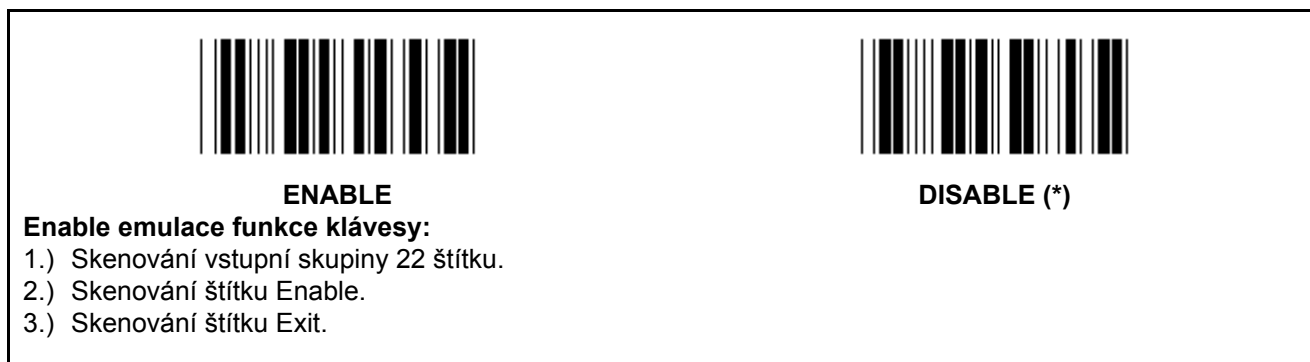 ENABLE
DISABLE (*)
Enable emulace funkce klávesy:
1.) Skenování vstupní skupiny 22 štítku.
2.) Skenování štítku Enable.
3.) Skenování štítku Exit.